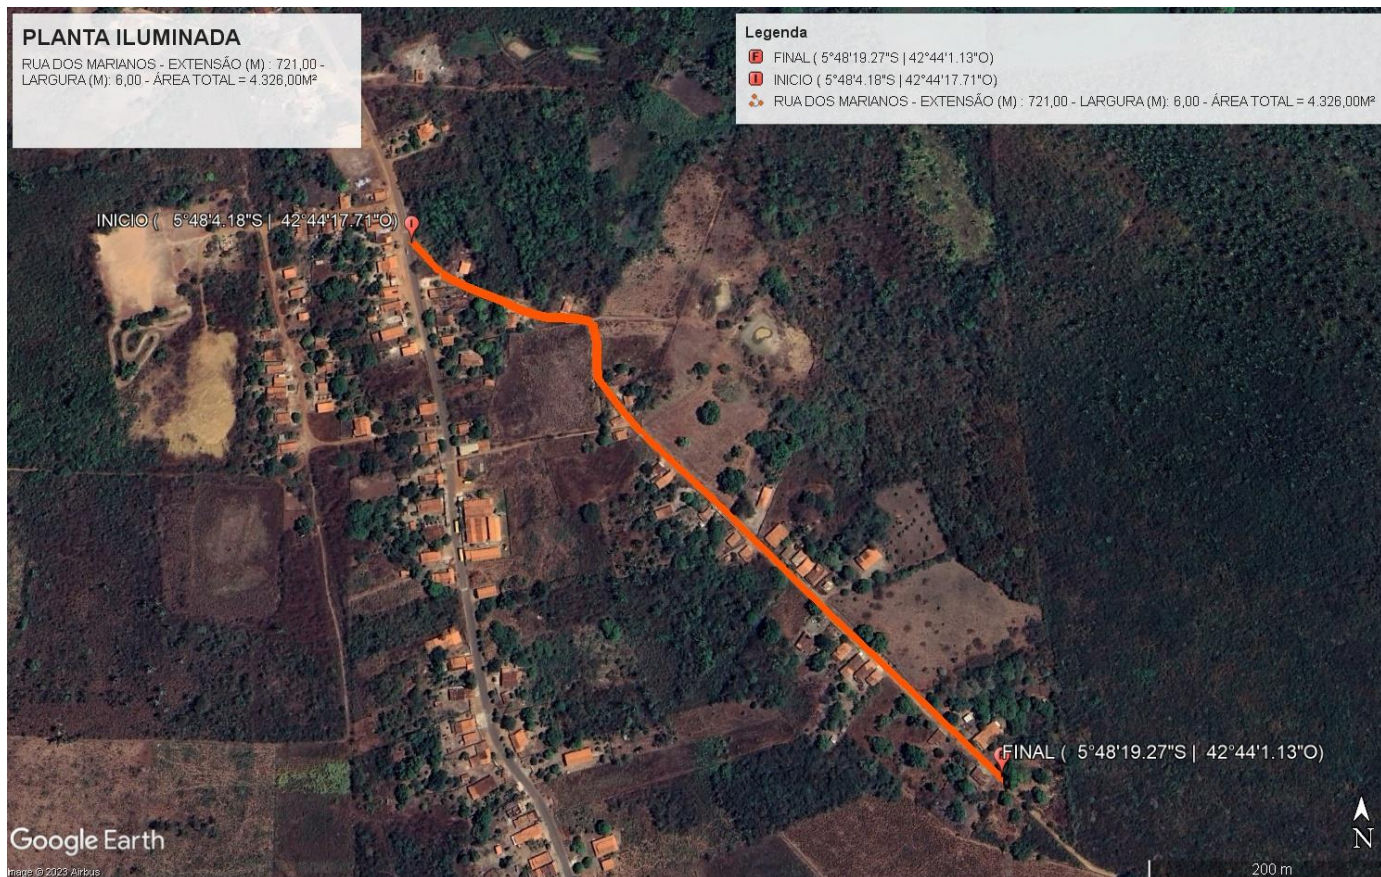 PLANTA ILUMINADA
RUA DOS MARIANOS - EXTENSÃO (M) : 721,00 -
LARGURA (M): 6,00 - ÁREA TOTAL = 4.326,00M²
Legenda
F FINAL ( 5°48'19.27"S | 42°44'1.13"O)
I INICIO ( 5°48'4.18"S | 42°44'17.71"O)
RUA DOS MARIANOS - EXTENSÃO (M) : 721,00 - LARGURA (M): 6,00 - ÁREA TOTAL = 4.326,00M²
INICIO ( 5°48'4.18"S | 42°44'17.71"O)
I
FINAL ( 5°48'19.27"S | 42°44'1.13"O)
Google Earth
Image © 2023 Airbus
N
200 m